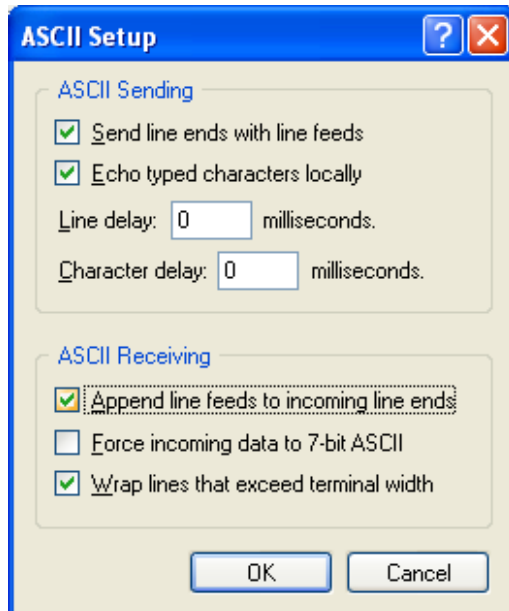 ASCII Setup
ASCII Sending
Send line ends with line feeds
Echo typed characters locally
Line delay: 0 milliseconds.
Character delay: 0 milliseconds.
ASCII Receiving
Append line feeds to incoming line ends
Force incoming data to 7-bit ASCII
Wrap lines that exceed terminal width
OK Cancel